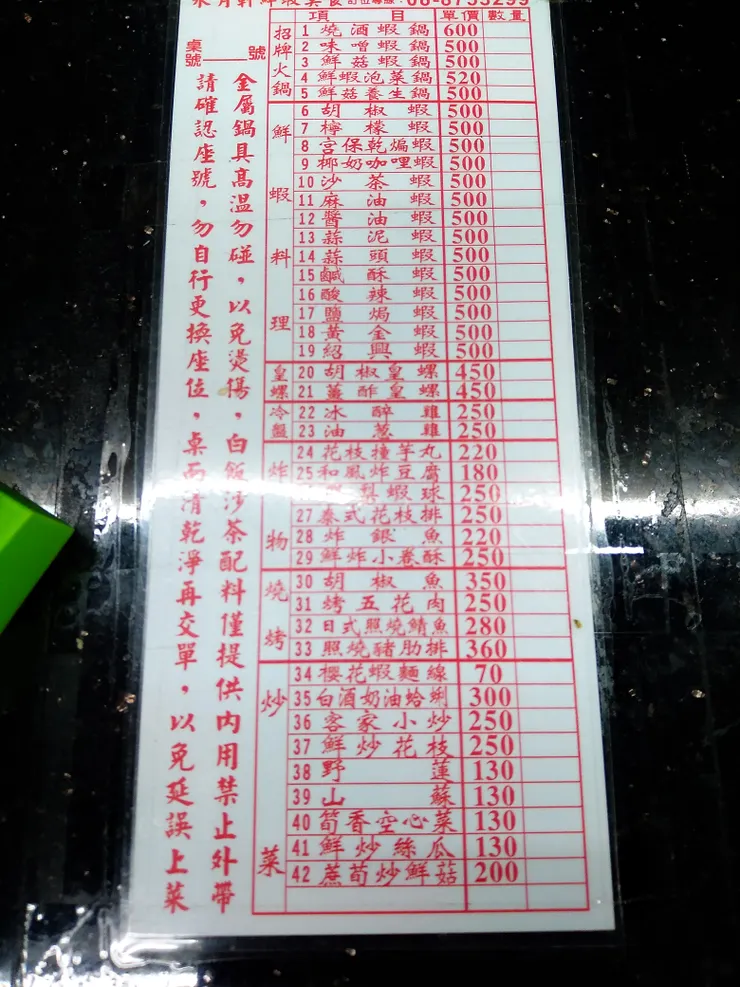 項目 單價 數量
招牌火鍋
1 燒酒蝦鍋 600
2 味噌蝦鍋 500
3 鮮菇蝦鍋 500
4 鮮蝦泡菜鍋 520
5 鮮菇養生鍋 500
鮮蝦料理
6 胡椒蝦 500
7 檸檬蝦 500
8 宮保乾煸蝦 500
9 椰奶咖哩蝦 500
10 沙茶蝦 500
11 麻油蝦 500
12 醬油蝦 500
13 蒜泥蝦 500
14 蒜頭蝦 500
15 鹹酥蝦 500
16 酸辣蝦 500
17 鹽焗蝦 500
18 黃金蝦 500
19 紹興蝦 500
皇螺
20 胡椒皇螺 450
21 薑酢皇螺 450
冷盤
22 冰醉雞 250
23 油蔥雞 250
炸物
24 花枝撞芋丸 220
25 和風炸豆腐 180
梨蝦球 250
27 泰式花枝排 250
28 炸銀魚 220
29 鮮炸小卷酥 250
燒烤
30 胡椒魚 350
31 烤五花肉 250
32 日式照燒鯖魚 280
33 照燒豬肋排 360
炒菜
34 櫻花蝦麵線 70
35 白酒奶油蛤蜊 300
36 客家小炒 250
37 鮮炒花枝 250
38 野蓮 130
39 山蘇 130
40 筍香空心菜 130
41 鮮炒絲瓜 130
42 蔗筍炒鮮菇 200
桌號 號
金屬鍋具高溫勿碰，以免燙傷，白飯沙茶配料僅提供內用禁止外帶
請確認座號，勿自行更換座位，桌面清乾淨再交單，以免延誤上菜